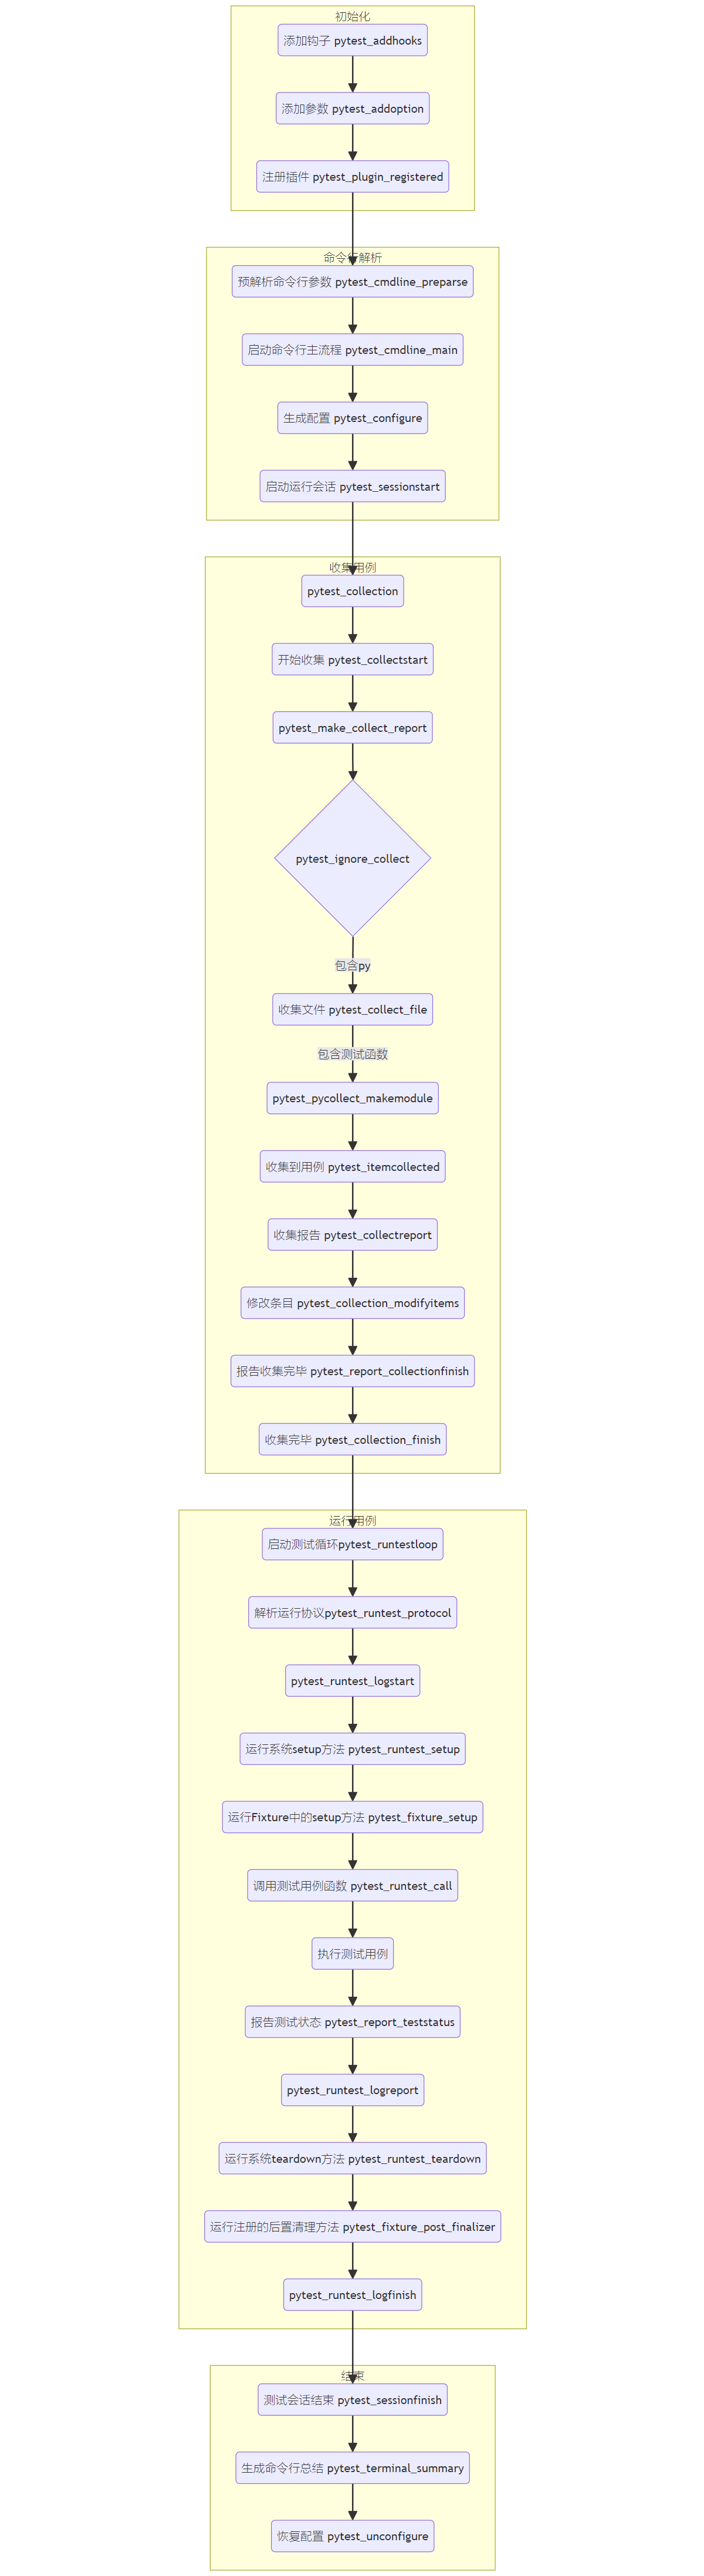 初始化
添加钩子 pytest_addhooks
添加参数 pytest_addoption
注册插件 pytest_plugin_registered
命令行解析
预解析命令行参数 pytest_cmdline_preparse
启动命令行主流程 pytest_cmdline_main
生成配置 pytest_configure
启动运行会话 pytest_sessionstart
收集用例
pytest_collection
开始收集 pytest_collectstart
pytest_make_collect_report
pytest_ignore_collect
包含py
收集文件 pytest_collect_file
包含测试函数
pytest_pycollect_makemodule
收集到用例 pytest_itemcollected
收集报告 pytest_collectreport
修改条目 pytest_collection_modifyitems
报告收集完毕 pytest_report_collectionfinish
收集完毕 pytest_collection_finish
运行用例
启动测试循环pytest_runtestloop
解析运行协议pytest_runtest_protocol
pytest_runtest_logstart
运行系统setup方法 pytest_runtest_setup
运行Fixture中的setup方法 pytest_fixture_setup
调用测试用例函数 pytest_runtest_call
执行测试用例
报告测试状态 pytest_report_teststatus
pytest_runtest_logreport
运行系统teardown方法 pytest_runtest_teardown
运行注册的后置清理方法 pytest_fixture_post_finalizer
pytest_runtest_logfinish
结束
测试会话结束 pytest_sessionfinish
生成命令行总结 pytest_terminal_summary
恢复配置 pytest_unconfigure